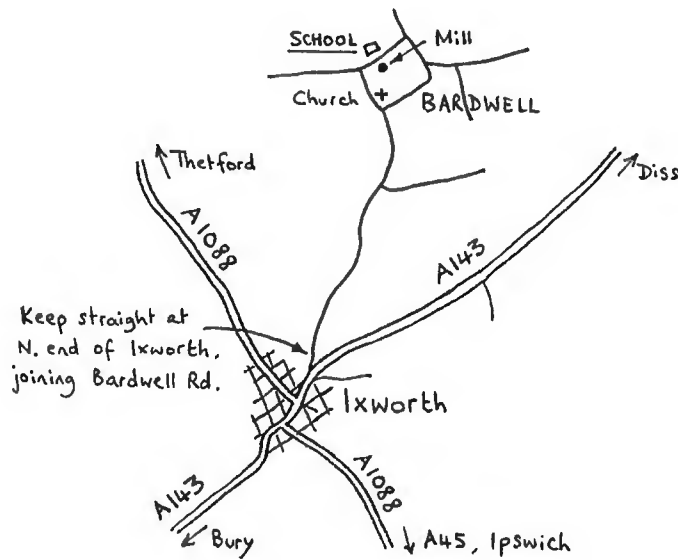 SCHOOL
Mill
Church
BARDWELL
Thetford
Diss
A1088
A143
Keep straight at
N. end of Ixworth,
joining Bardwell Rd.
Ixworth
A143
A1088
Bury
A45, Ipswich